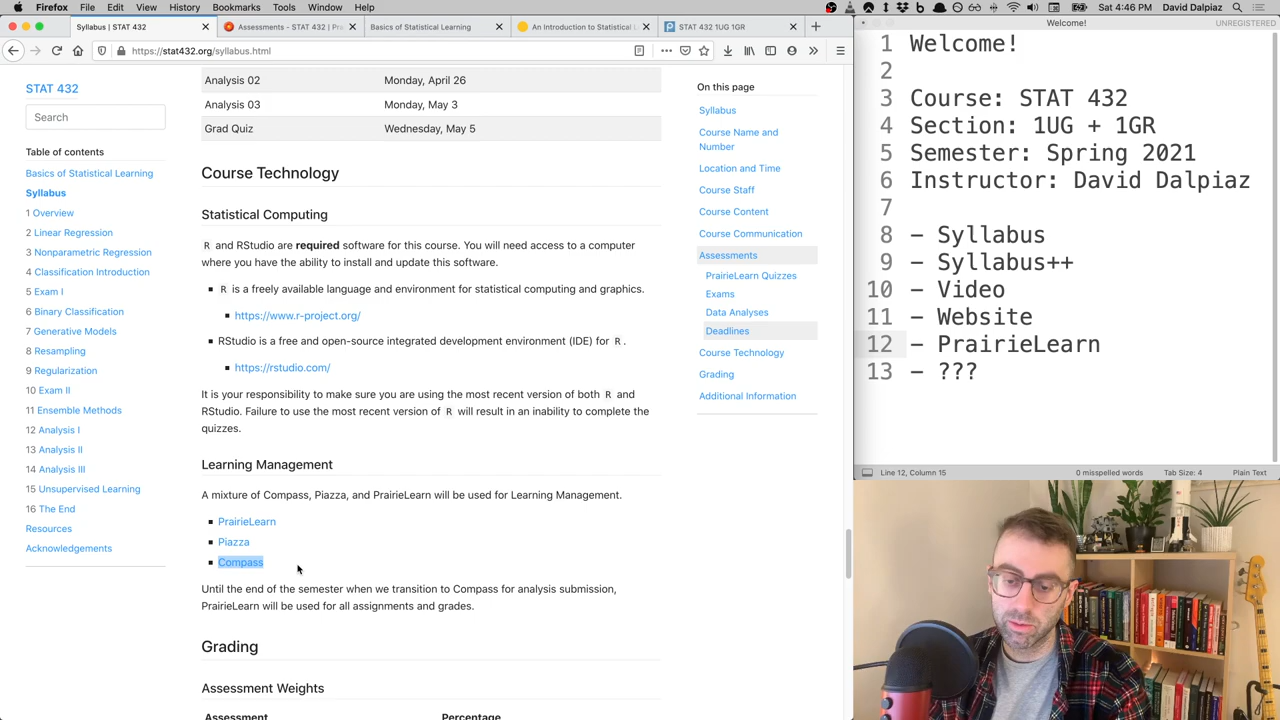 Firefox File Edit View History Bookmarks Tools Window Help
Sat 4:46 PM David Dalpiaz
Syllabus | STAT 432
Assessments - STAT 432 | Pra
Basics of Statistical Learning
An Introduction to Statistical L
STAT 432 1UG 1GR
https://stat432.org/syllabus.html
STAT 432
Search
Table of contents
Basics of Statistical Learning
Syllabus
1 Overview
2 Linear Regression
3 Nonparametric Regression
4 Classification Introduction
5 Exam I
6 Binary Classification
7 Generative Models
8 Resampling
9 Regularization
10 Exam II
11 Ensemble Methods
12 Analysis I
13 Analysis II
14 Analysis III
15 Unsupervised Learning
16 The End
Resources
Acknowledgements
Analysis 02 Monday, April 26
Analysis 03 Monday, May 3
Grad Quiz Wednesday, May 5
Course Technology
Statistical Computing
R and RStudio are required software for this course. You will need access to a computer
where you have the ability to install and update this software.
R is a freely available language and environment for statistical computing and graphics.
https://www.r-project.org/
RStudio is a free and open-source integrated development environment (IDE) for R .
https://rstudio.com/
It is your responsibility to make sure you are using the most recent version of both R and
RStudio. Failure to use the most recent version of R will result in an inability to complete the
quizzes.
Learning Management
A mixture of Compass, Piazza, and PrairieLearn will be used for Learning Management.
PrairieLearn
Piazza
Compass
Until the end of the semester when we transition to Compass for analysis submission,
PrairieLearn will be used for all assignments and grades.
Grading
Assessment Weights
Assessment Percentage
On this page
Syllabus
Course Name and
Number
Location and Time
Course Staff
Course Content
Course Communication
Assessments
PrairieLearn Quizzes
Exams
Data Analyses
Deadlines
Course Technology
Grading
Additional Information
Welcome! UNREGISTERED
1 Welcome!
2
3 Course: STAT 432
4 Section: 1UG + 1GR
5 Semester: Spring 2021
6 Instructor: David Dalpiaz
7
8 - Syllabus
9 - Syllabus++
10 - Video
11 - Website
12 - PrairieLearn
13 - ???
Line 12, Column 15 0 misspelled words Tab Size: 4 Plain Text